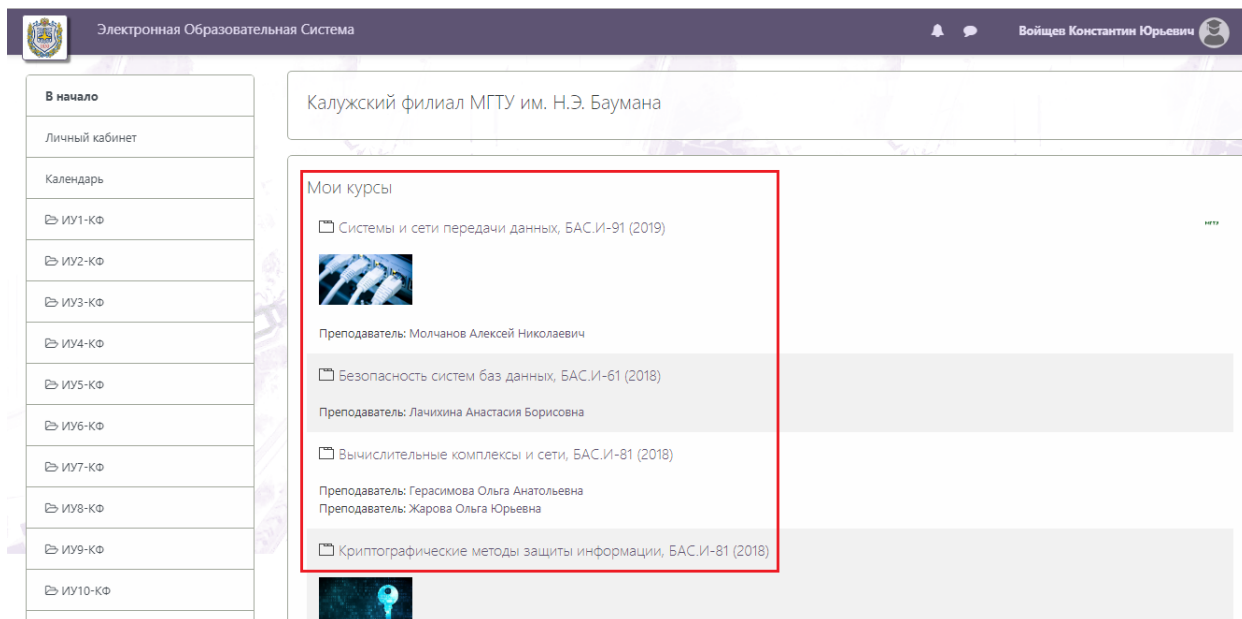 Электронная Образовательная Система
Войщев Константин Юрьевич
В начало
Личный кабинет
Календарь
ИУ1-КФ
ИУ2-КФ
ИУ3-КФ
ИУ4-КФ
ИУ5-КФ
ИУ6-КФ
ИУ7-КФ
ИУ8-КФ
ИУ9-КФ
ИУ10-КФ
Калужский филиал МГТУ им. Н.Э. Баумана
Мои курсы
Системы и сети передачи данных, БАС.И-91 (2019)
МГТУ
Преподаватель: Молчанов Алексей Николаевич
Безопасность систем баз данных, БАС.И-61 (2018)
Преподаватель: Лачихина Анастасия Борисовна
Вычислительные комплексы и сети, БАС.И-81 (2018)
Преподаватель: Герасимова Ольга Анатольевна
Преподаватель: Жарова Ольга Юрьевна
Криптографические методы защиты информации, БАС.И-81 (2018)